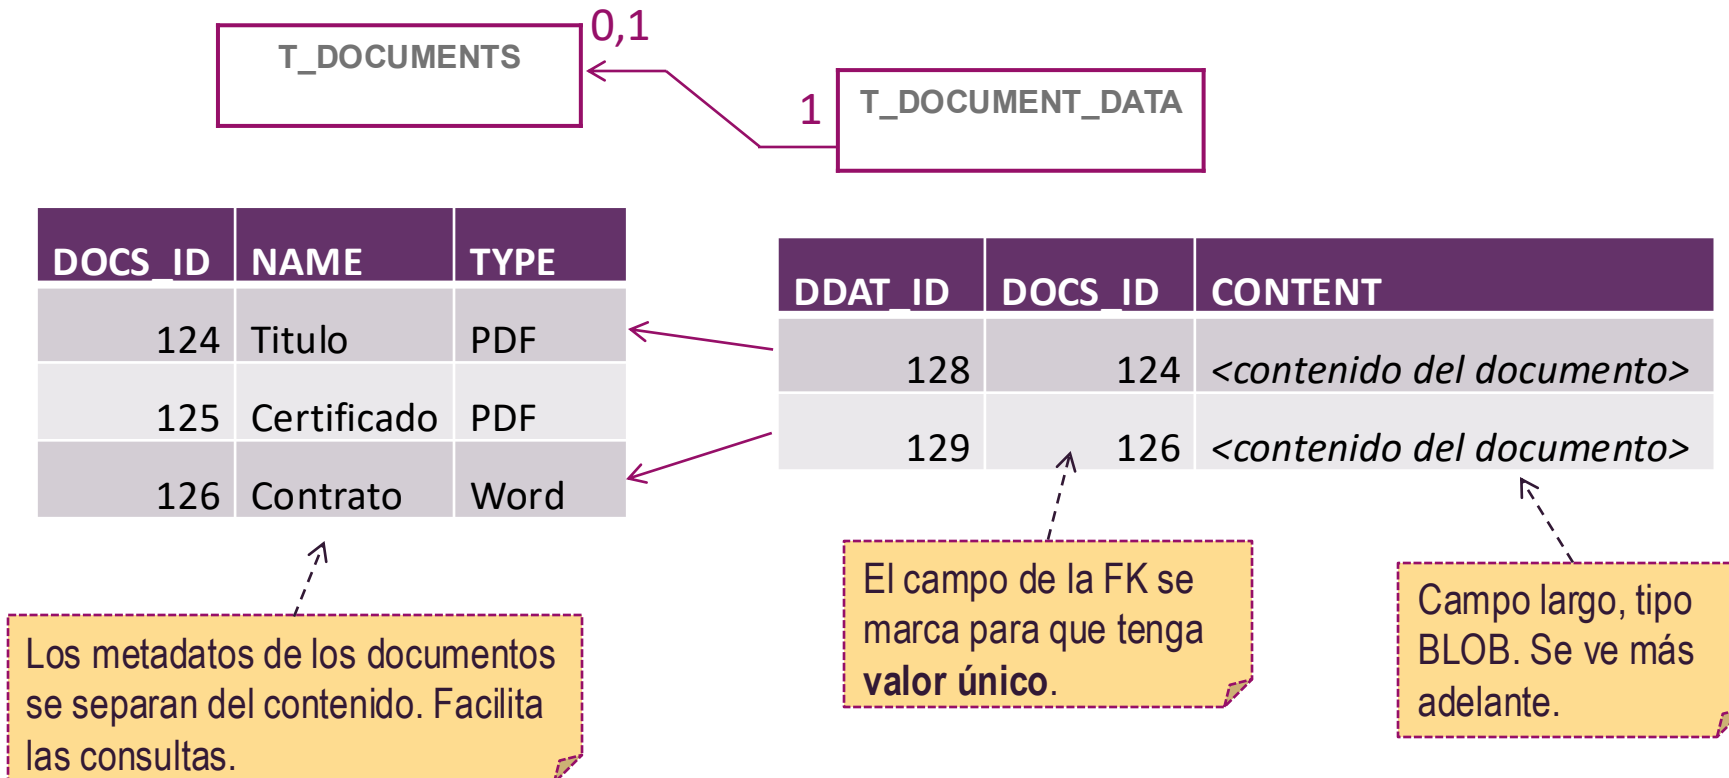 T_DOCUMENTS
0,1
1
T_DOCUMENT_DATA
DOCS_ID NAME TYPE
124 Titulo PDF
125 Certificado PDF
126 Contrato Word
DDAT_ID DOCS_ID CONTENT
128 124 <contenido del documento>
129 126 <contenido del documento>
Los metadatos de los documentos
se separan del contenido. Facilita
las consultas.
El campo de la FK se
marca para que tenga
valor único.
Campo largo, tipo
BLOB. Se ve más
adelante.